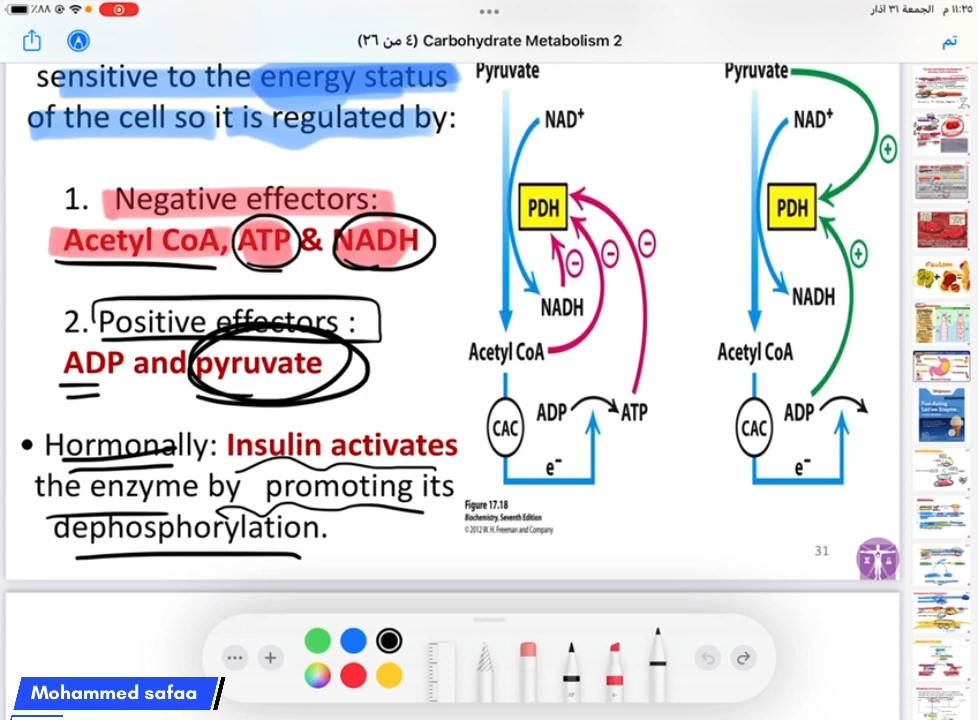 ٪٨٨
١١:٢٥ م الجمعة ٣١ آذار
Carbohydrate Metabolism 2 (٤ من ٢٦)
تم
sensitive to the energy status
of the cell so it is regulated by:
1. Negative effectors:
Acetyl CoA, ATP & NADH
2. Positive effectors :
ADP and pyruvate
• Hormonally: Insulin activates
the enzyme by promoting its
dephosphorylation.
Pyruvate
NAD+
PDH
NADH
Acetyl CoA
ADP
ATP
CAC
e-
Pyruvate
NAD+
PDH
NADH
Acetyl CoA
ADP
CAC
e-
Figure 17.18
Biochemistry, Seventh Edition
© 2012 W. H. Freeman and Company
31
Mohammed safaa